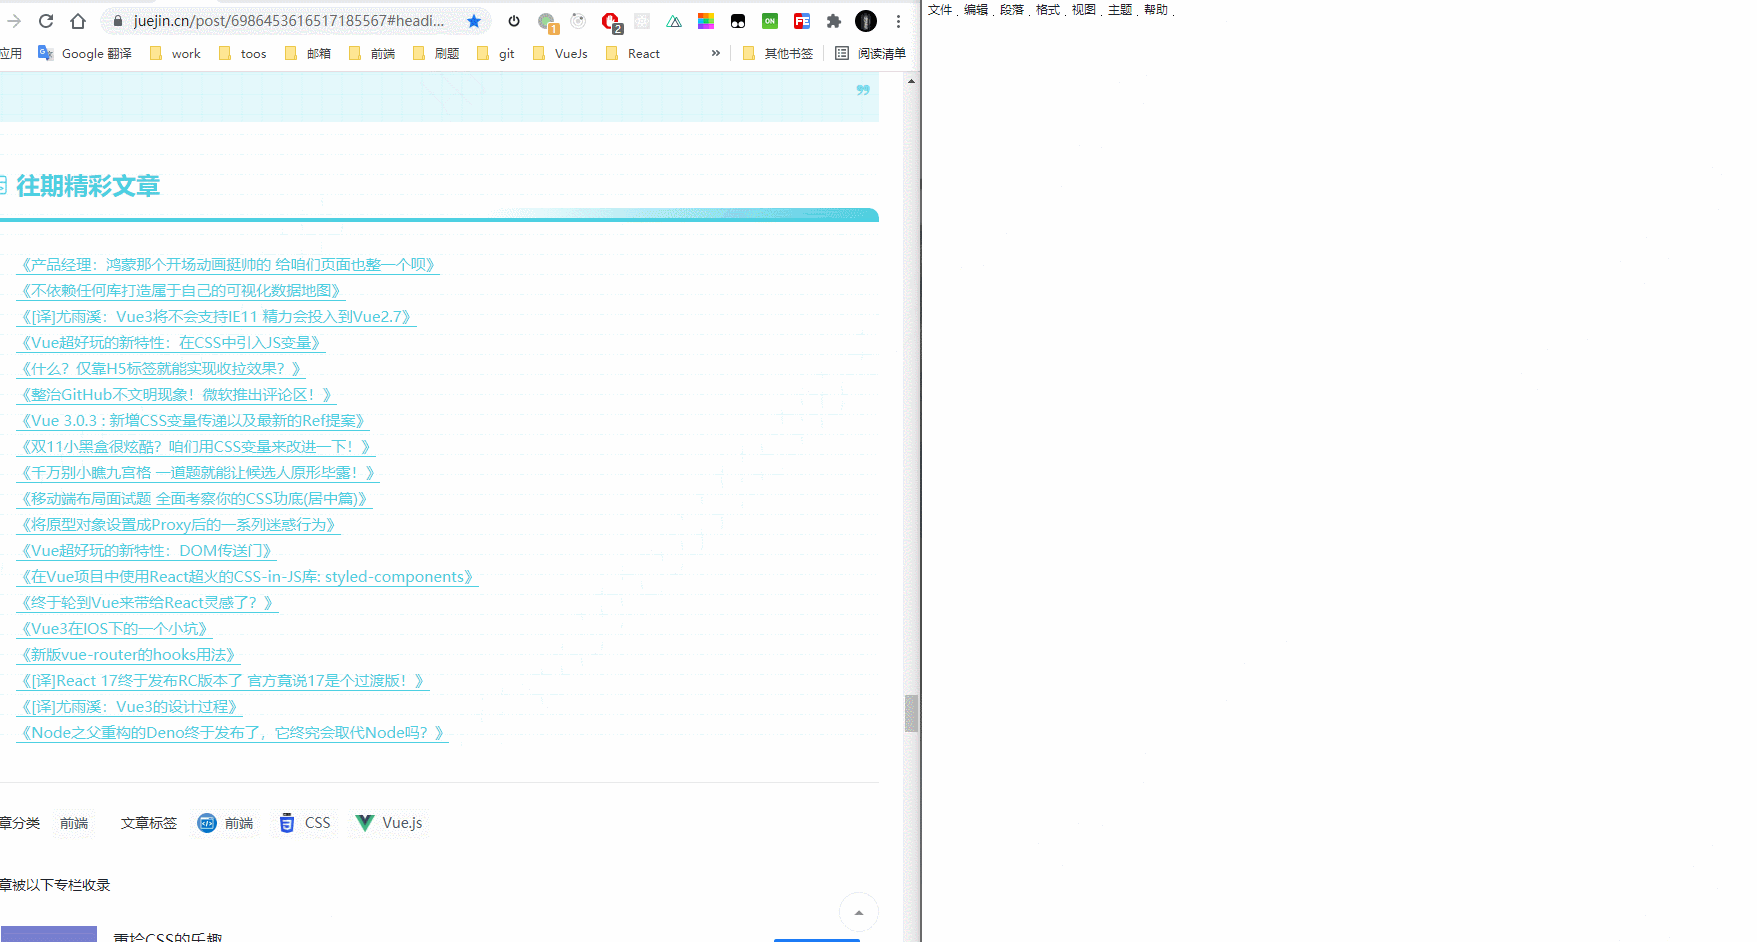 juejin.cn/post/6986453616517185567#headi...
1
2
ON
FE
应用 Google 翻译 work toos 邮箱 前端 刷题 git VueJs React » 其他书签 阅读清单
文件 编辑 段落 格式 视图 主题 帮助
往期精彩文章
《产品经理：鸿蒙那个开场动画挺帅的 给咱们页面也整一个呗》
《不依赖任何库打造属于自己的可视化数据地图》
《[译]尤雨溪：Vue3将不会支持IE11 精力会投入到Vue2.7》
《Vue超好玩的新特性：在CSS中引入JS变量》
《什么？仅靠H5标签就能实现收拉效果？》
《整治GitHub不文明现象！微软推出评论区！》
《Vue 3.0.3 : 新增CSS变量传递以及最新的Ref提案》
《双11小黑盒很炫酷？咱们用CSS变量来改进一下！》
《千万别小瞧九宫格 一道题就能让候选人原形毕露！》
《移动端布局面试题 全面考察你的CSS功底(居中篇)》
《将原型对象设置成Proxy后的一系列迷惑行为》
《Vue超好玩的新特性：DOM传送门》
《在Vue项目中使用React超火的CSS-in-JS库: styled-components》
《终于轮到Vue来带给React灵感了？》
《Vue3在IOS下的一个小坑》
《新版vue-router的hooks用法》
《[译]React 17终于发布RC版本了 官方竟说17是个过渡版！》
《[译]尤雨溪：Vue3的设计过程》
《Node之父重构的Deno终于发布了，它终究会取代Node吗？》
章分类 前端 文章标签 前端 CSS Vue.js
章被以下专栏收录
重拾CSS的乐趣